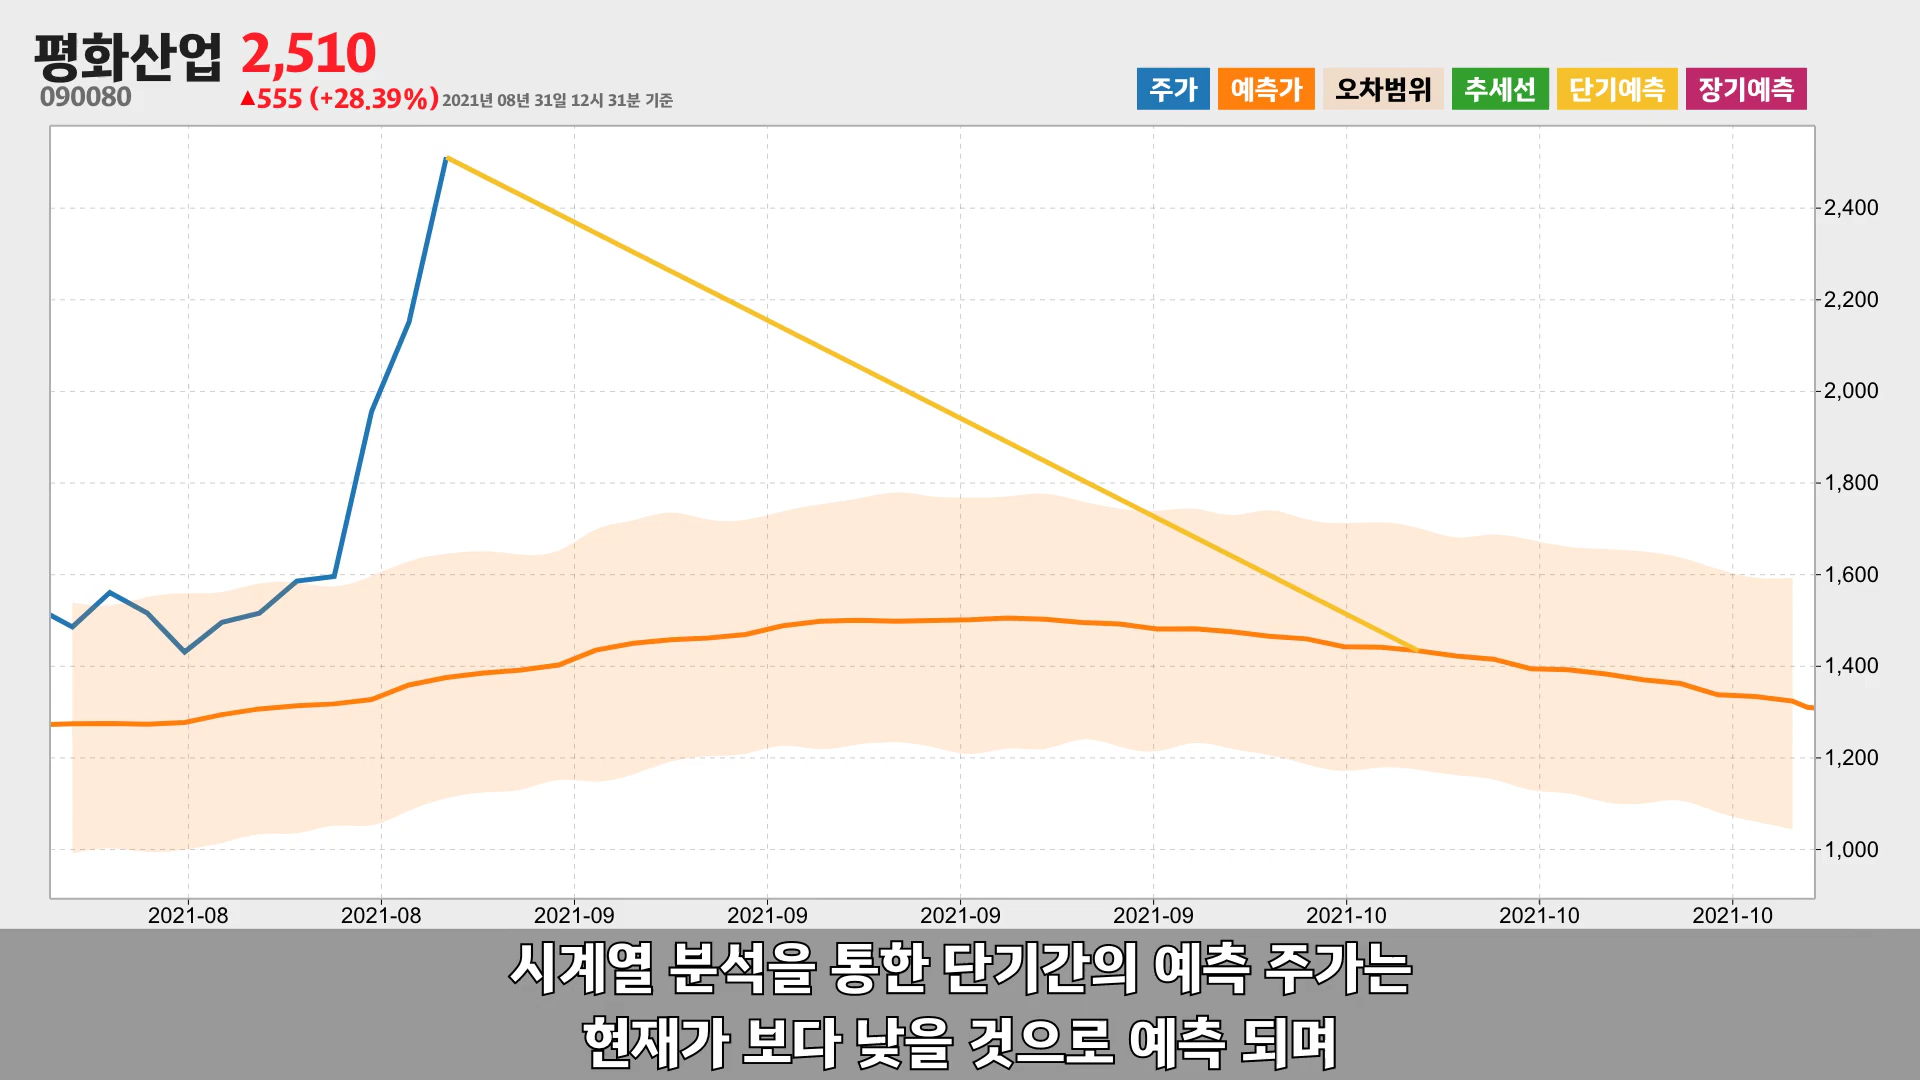 평화산업 2,510
090080 ▲555 (+28.39%) 2021년 08년 31일 12시 31분 기준
주가 예측가 오차범위 추세선 단기예측 장기예측
2,400
2,200
2,000
1,800
1,600
1,400
1,200
1,000
2021-08 2021-08 2021-09 2021-09 2021-09 2021-09 2021-10 2021-10 2021-10
시계열 분석을 통한 단기간의 예측 주가는
현재가 보다 낮을 것으로 예측 되며